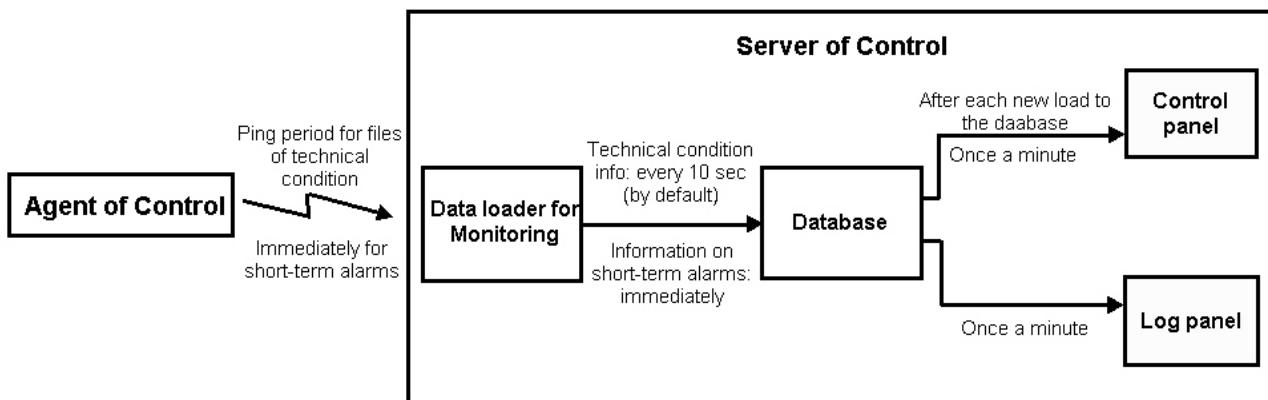 Server of Control
Agent of Control
Ping period for files
of technical
condition
Immediately for
short-term alarms
Data loader for
Monitoring
Technical condition
info: every 10 sec
(by default)
Information on
short-term alarms:
immediately
Database
After each new load to
the daabase
Once a minute
Control
panel
Once a minute
Log panel